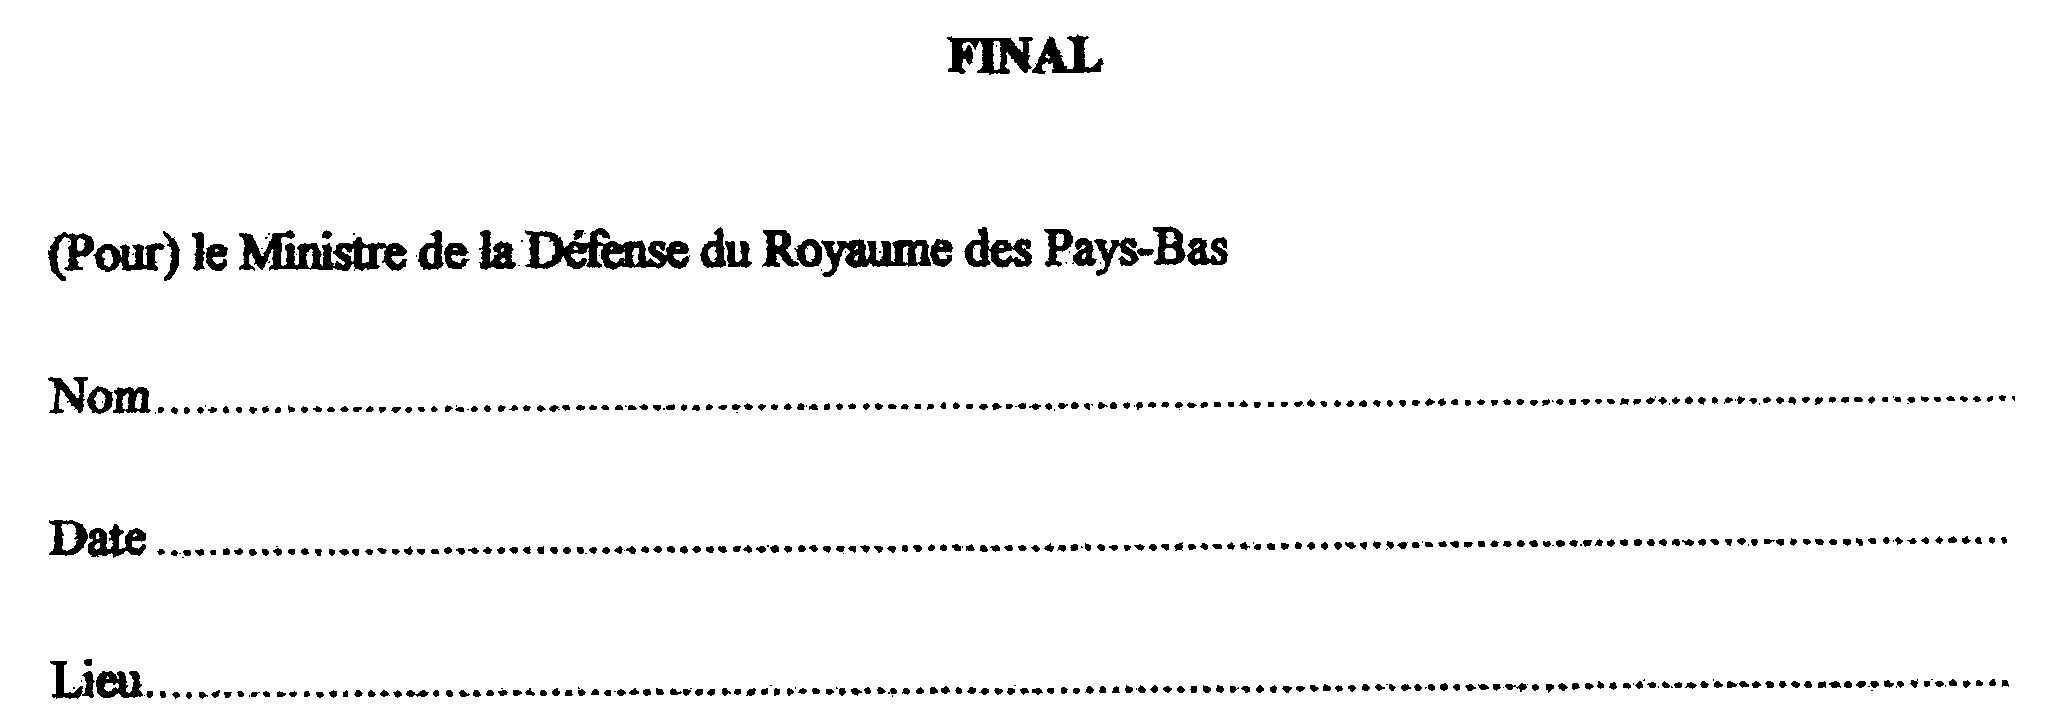 FINAL
(Pour) le Ministre de la Défense du Royaume des Pays-Bas
Nom................................................................................................................................................
Date ................................................................................................................................................
Lieu................................................................................................................................................